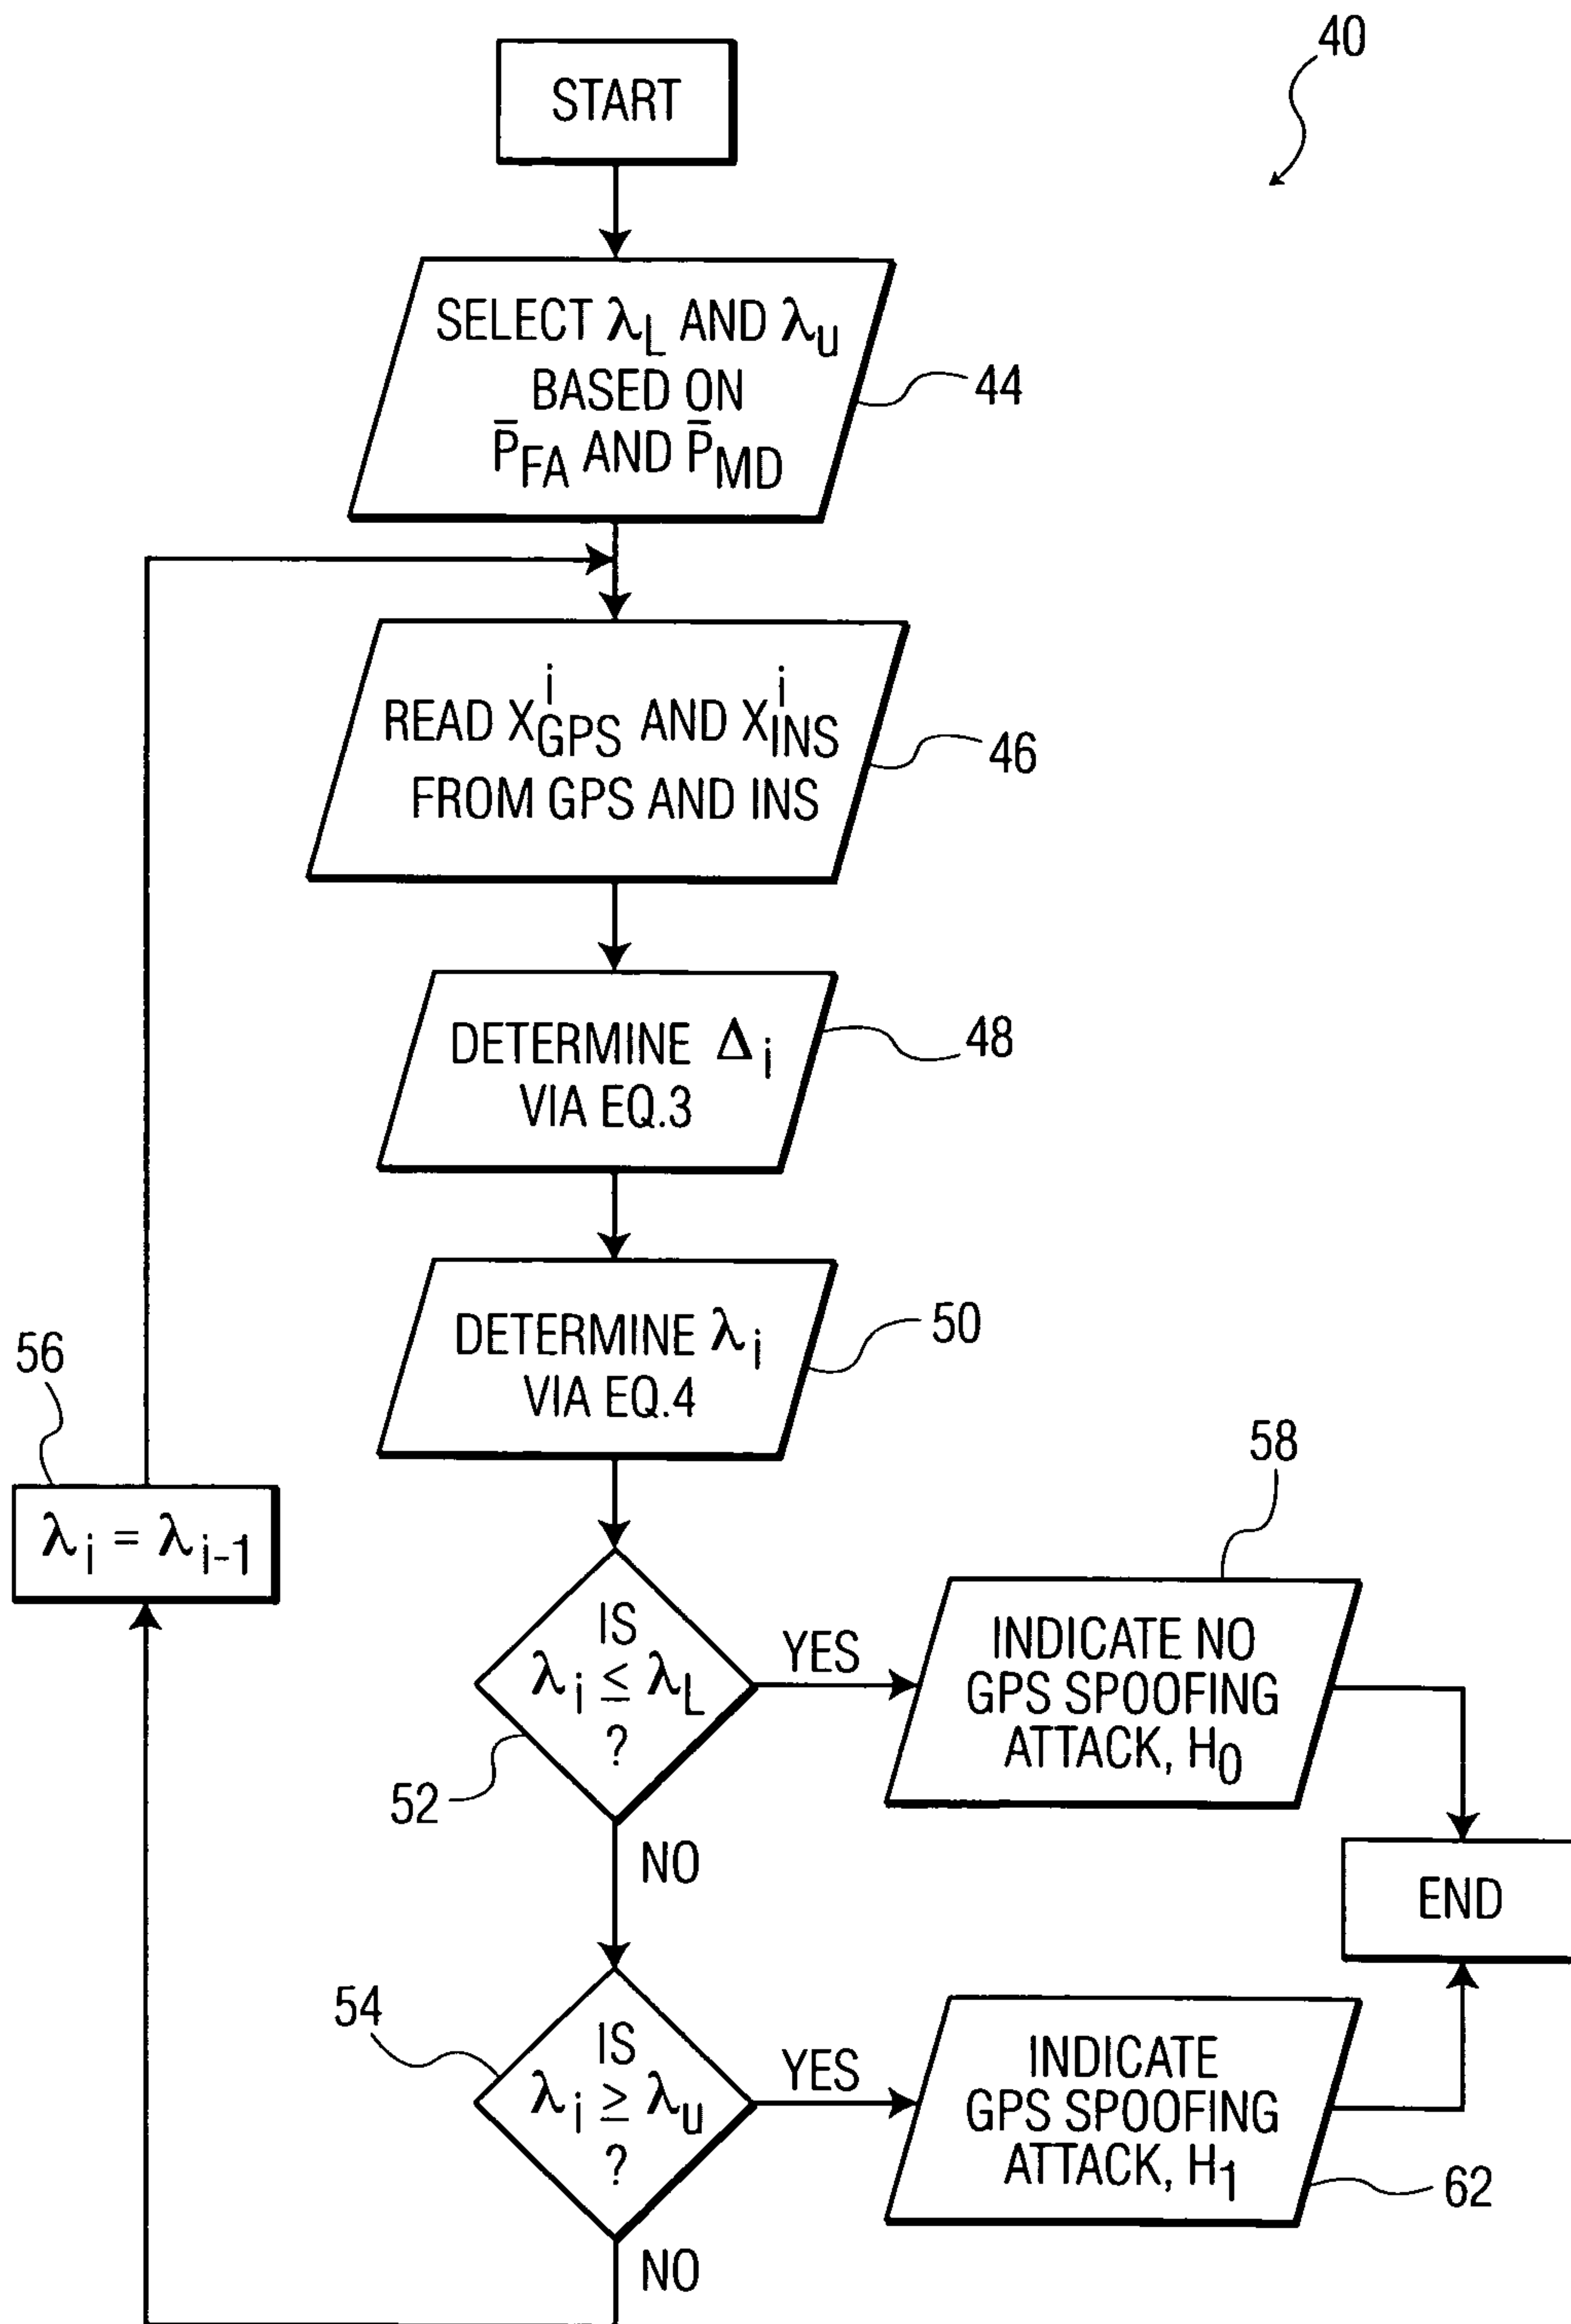 40
START
SELECT λL AND λu
BASED ON
P̄FA AND P̄MD
44
READ XⁱGPS AND XⁱINS
FROM GPS AND INS
46
DETERMINE Δi
VIA EQ.3
48
DETERMINE λi
VIA EQ.4
50
56
λi = λi-1
58
IS
λi ≤ λL
?
52
YES
INDICATE NO
GPS SPOOFING
ATTACK, H0
NO
END
54
IS
λi ≥ λu
?
YES
INDICATE
GPS SPOOFING
ATTACK, H1
62
NO